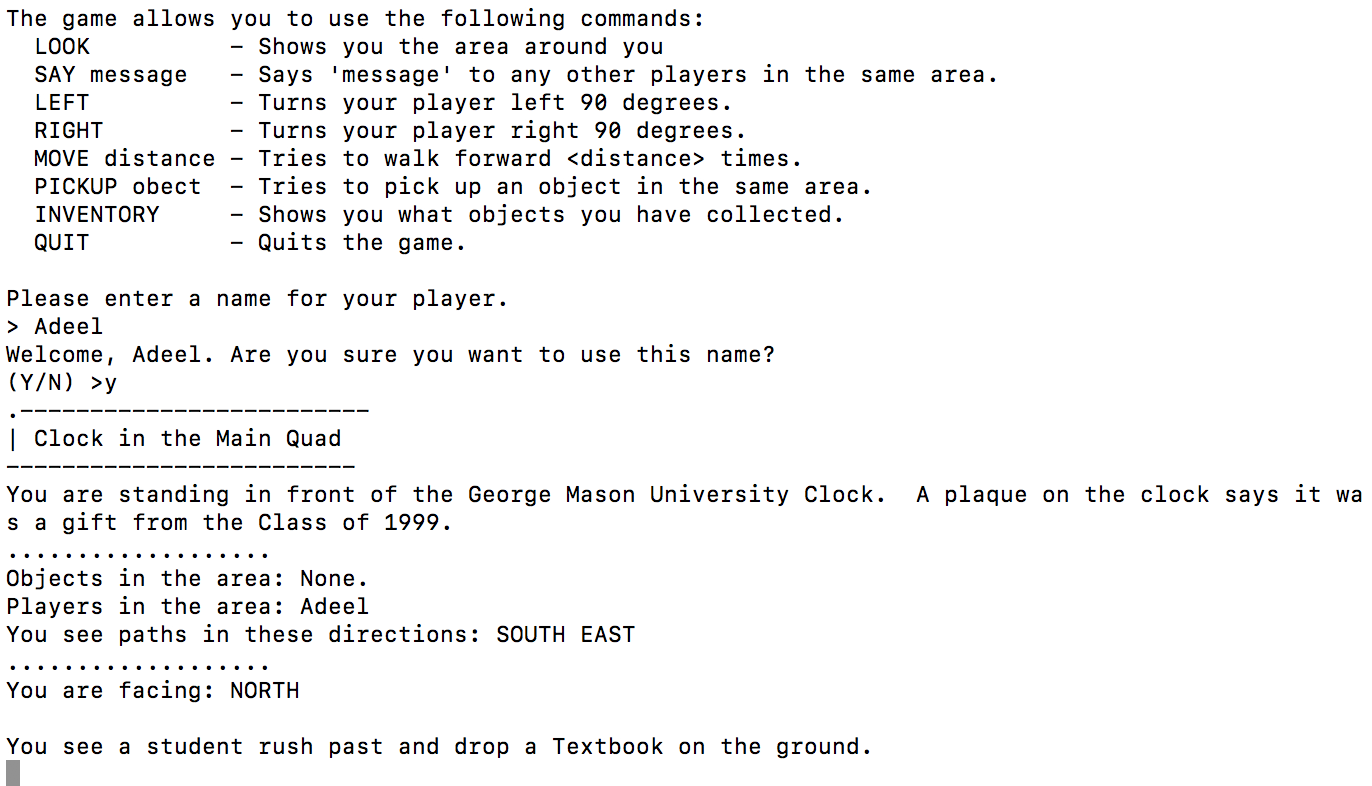 The game allows you to use the following commands:
  LOOK          - Shows you the area around you
  SAY message   - Says 'message' to any other players in the same area.
  LEFT          - Turns your player left 90 degrees.
  RIGHT         - Turns your player right 90 degrees.
  MOVE distance - Tries to walk forward <distance> times.
  PICKUP obect  - Tries to pick up an object in the same area.
  INVENTORY     - Shows you what objects you have collected.
  QUIT          - Quits the game.

Please enter a name for your player.
> Adeel
Welcome, Adeel. Are you sure you want to use this name?
(Y/N) >y
.-------------------------
| Clock in the Main Quad
-------------------------
You are standing in front of the George Mason University Clock.  A plaque on the clock says it wa
s a gift from the Class of 1999.
...................
Objects in the area: None.
Players in the area: Adeel
You see paths in these directions: SOUTH EAST
...................
You are facing: NORTH

You see a student rush past and drop a Textbook on the ground.